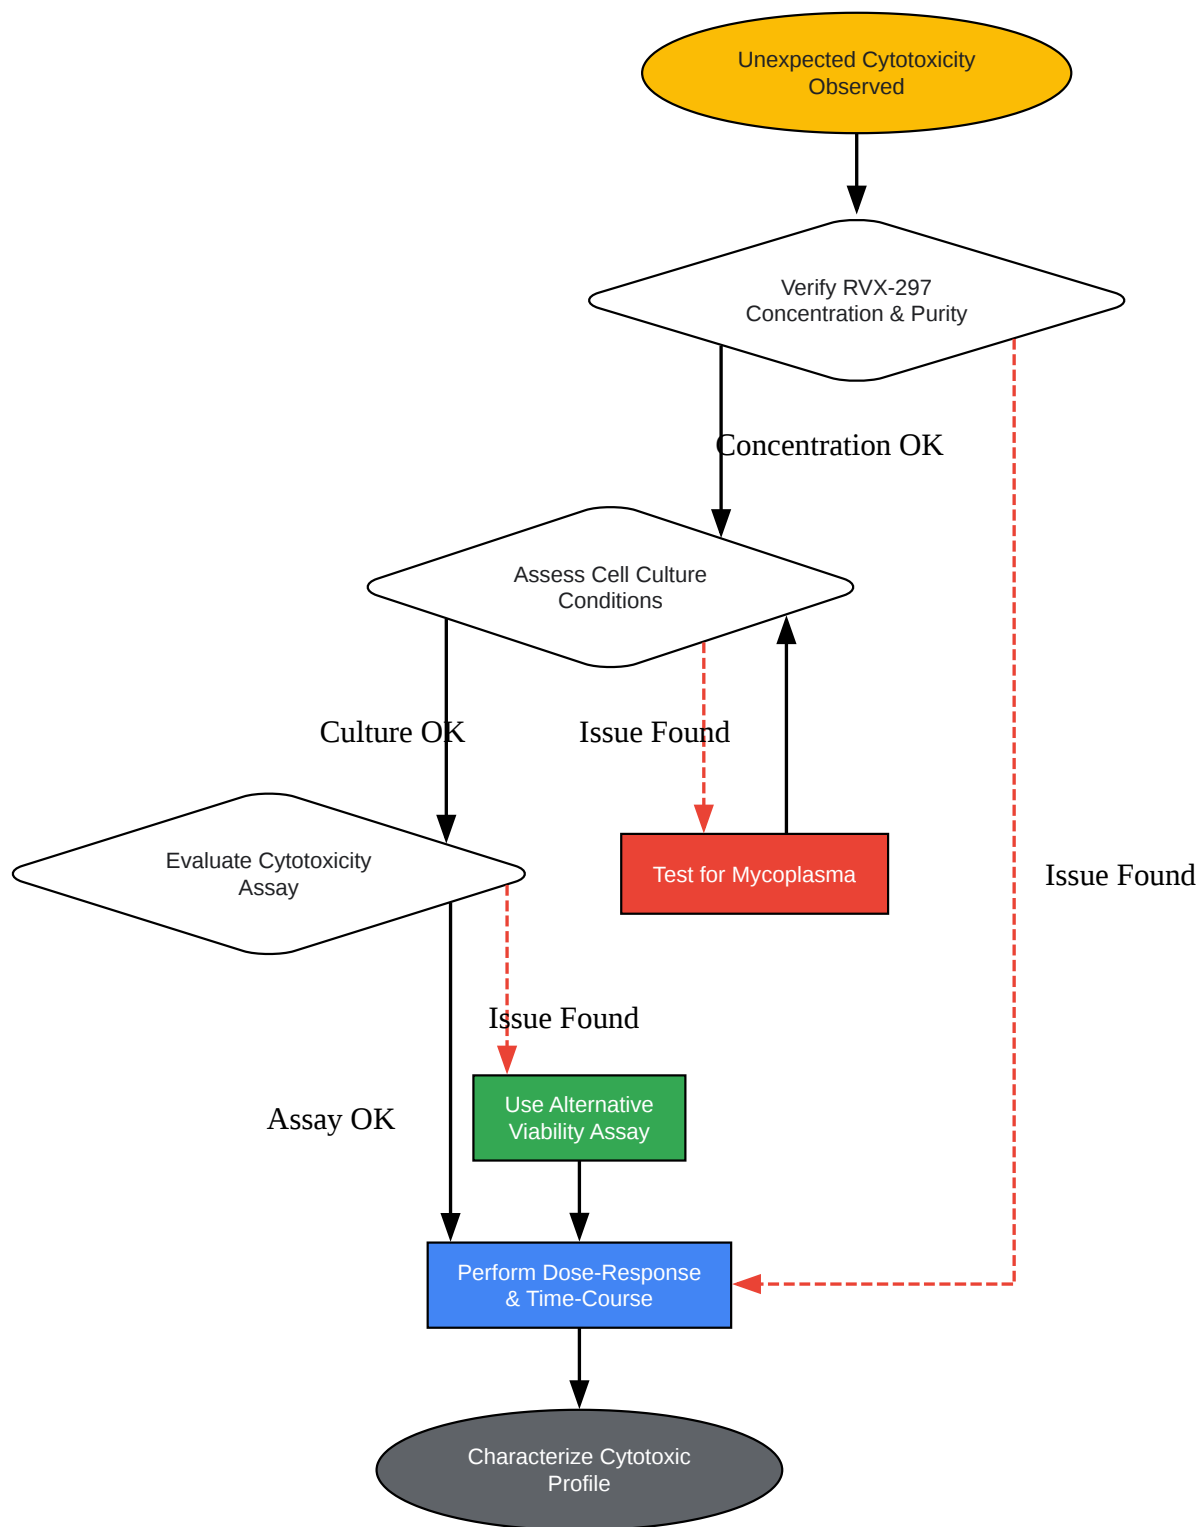 Unexpected Cytotoxicity
Observed
Verify RVX-297
Concentration & Purity
Concentration OK
Assess Cell Culture
Conditions
Culture OK
Issue Found
Evaluate Cytotoxicity
Assay
Test for Mycoplasma
Issue Found
Issue Found
Use Alternative
Viability Assay
Assay OK
Perform Dose-Response
& Time-Course
Characterize Cytotoxic
Profile